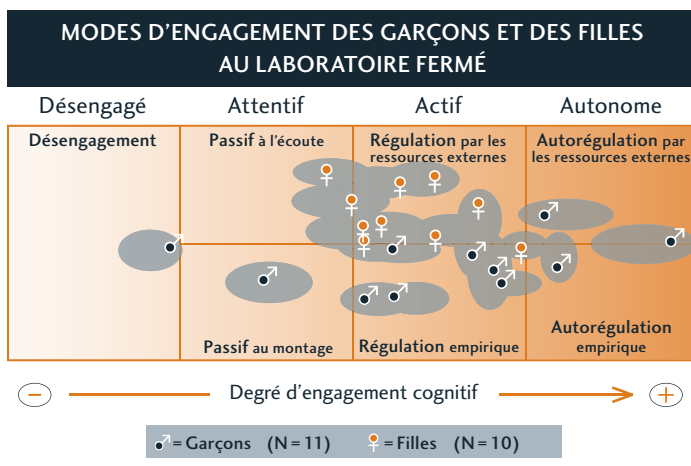 MODES D’ENGAGEMENT DES GARÇONS ET DES FILLES
AU LABORATOIRE FERMÉ
Désengagé Attentif Actif Autonome
Désengagement
Passif à l’écoute
Régulation par les
ressources externes
Autorégulation par
les ressources externes
Passif au montage
Régulation empirique
Autorégulation
empirique
Degré d’engagement cognitif
= Garçons (N = 11) = Filles (N = 10)